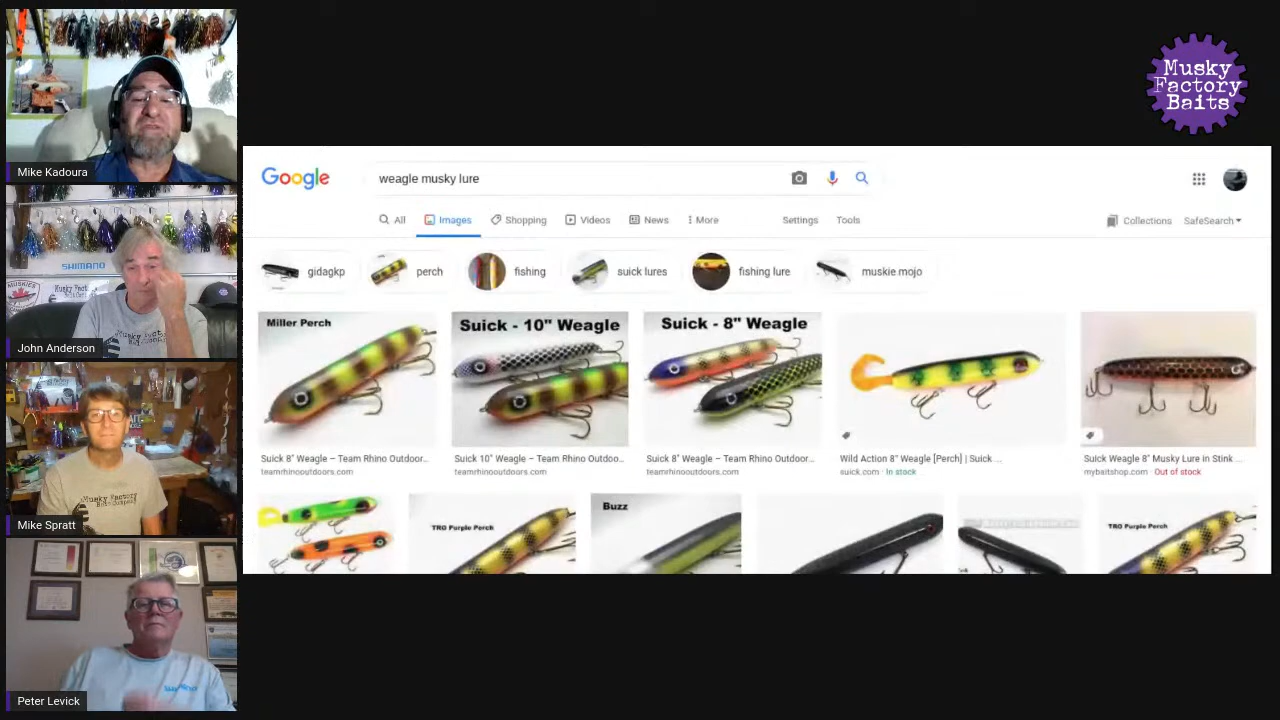 Musky
Factory
Baits
Mike Kadoura
SHIMANO
MUSKIES
John Anderson
Musky Factory
Baits Company
Mike Spratt
Peter Levick
Google
weagle musky lure
All
Images
Shopping
Videos
News
More
Settings
Tools
Collections
SafeSearch
gidagkp
perch
fishing
suick lures
fishing lure
muskie mojo
Miller Perch
Suick - 10" Weagle
Suick - 8" Weagle
Suick 8" Weagle – Team Rhino Outdoor...
teamrhinooutdoors.com
Suick 10" Weagle – Team Rhino Outdoo...
teamrhinooutdoors.com
Suick 8" Weagle – Team Rhino Outdoor...
teamrhinooutdoors.com
Wild Action 8" Weagle [Perch] | Suick ...
suick.com · In stock
Suick Weagle 8" Musky Lure in Stink ...
mybaitshop.com · Out of stock
TRO Purple Perch
Buzz
TRO Purple Perch